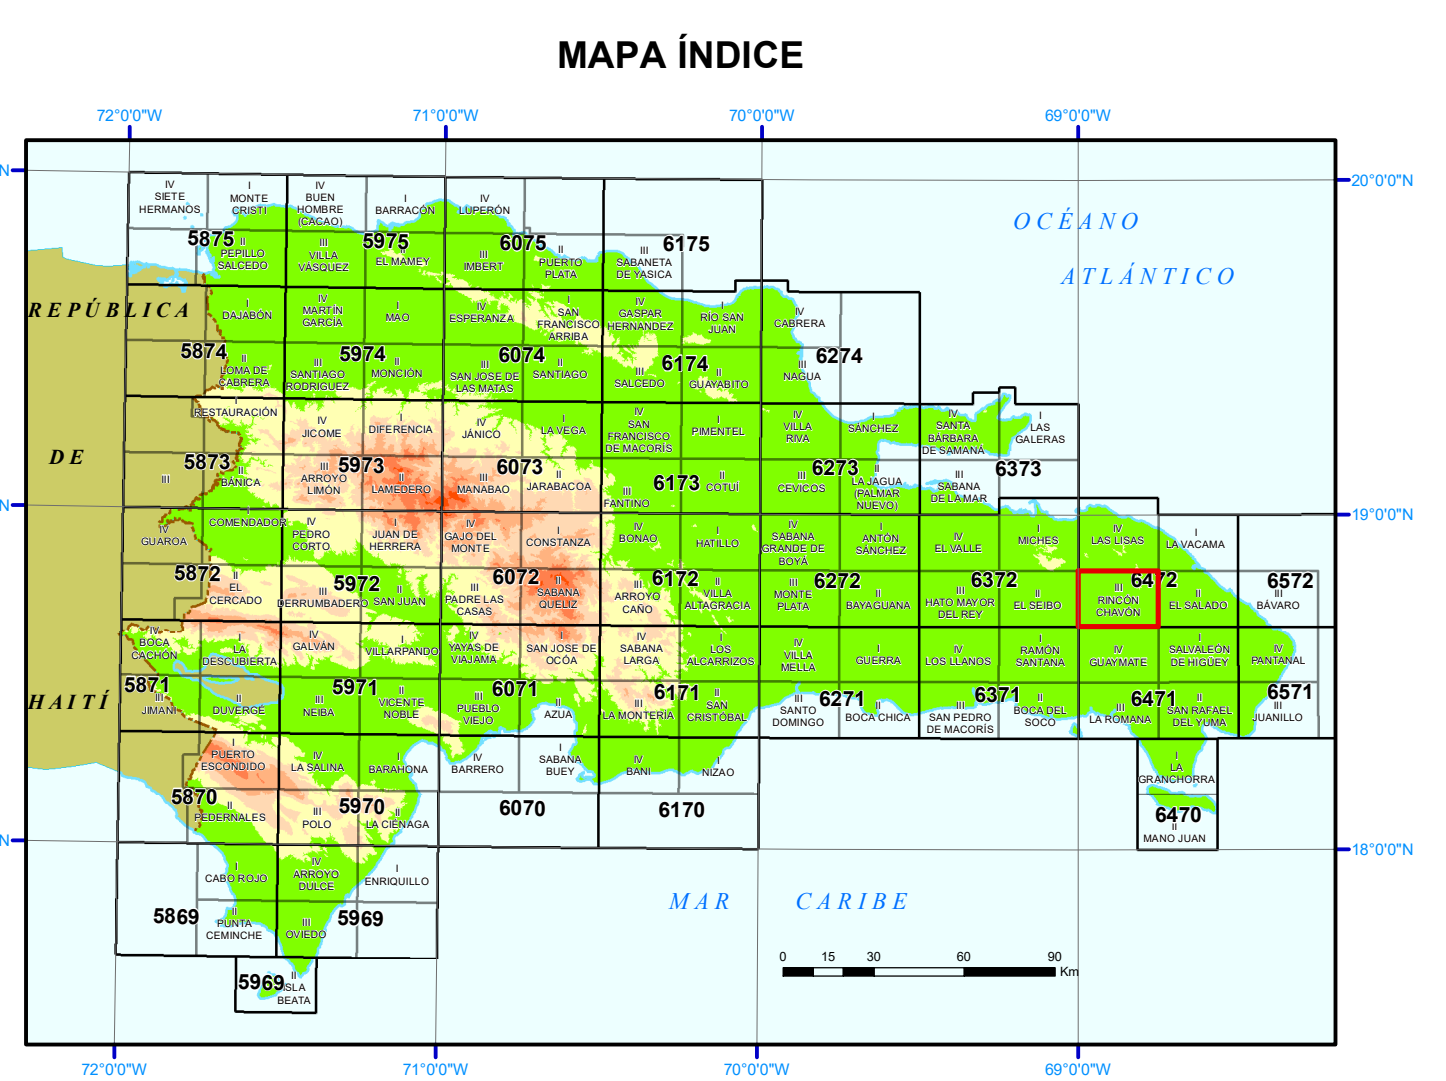 MAPA ÍNDICE
72°0'0"W
71°0'0"W
70°0'0"W
69°0'0"W
N
20°0'0"N
OCÉANO
ATLÁNTICO
IV
SIETE
HERMANOS
I
MONTE
CRISTI
IV
BUEN
HOMBRE
(CACAO)
I
BARRACÓN
IV
LUPERÓN
5875
II
PEPILLO
SALCEDO
III
VILLA
VÁSQUEZ
5975
II
EL MAMEY
III
IMBERT
6075
II
PUERTO
PLATA
III
SABANETA
DE YASICA
6175
REPÚBLICA
I
DAJABÓN
IV
MARTÍN
GARCÍA
I
MAO
IV
ESPERANZA
I
SAN
FRANCISCO
ARRIBA
IV
GASPAR
HERNANDEZ
I
RÍO SAN
JUAN
IV
CABRERA
5874
II
LOMA DE
CABRERA
III
SANTIAGO
RODRIGUEZ
5974
II
MONCIÓN
III
SAN JOSE DE
LAS MATAS
6074
II
SANTIAGO
III
SALCEDO
6174
II
GUAYABITO
III
NAGUA
6274
I
RESTAURACIÓN
IV
JICOME
I
DIFERENCIA
IV
JÁNICO
I
LA VEGA
IV
SAN
FRANCISCO
DE MACORÍS
I
PIMENTEL
IV
VILLA
RIVA
I
SÁNCHEZ
IV
SANTA
BÁRBARA
DE SAMANÁ
I
LAS
GALERAS
DE
III
5873
II
BÁNICA
III
ARROYO
LIMÓN
5973
II
LAMEDERO
III
MANABAO
6073
II
JARABACOA
III
FANTINO
6173
II
COTUÍ
III
CEVICOS
6273
II
LA JAGUA
(PALMAR
NUEVO)
III
SABANA
DE LA MAR
6373
N
19°0'0"N
IV
GUAROA
I
COMENDADOR
IV
PEDRO
CORTO
I
JUAN DE
HERRERA
IV
GAJO DEL
MONTE
I
CONSTANZA
IV
BONAO
I
HATILLO
IV
SABANA
GRANDE DE
BOYÁ
I
ANTÓN
SÁNCHEZ
IV
EL VALLE
I
MICHES
IV
LAS LISAS
I
LA VACAMA
5872
II
EL
CERCADO
III
DERRUMBADERO
5972
II
SAN JUAN
III
PADRE LAS
CASAS
6072
II
SABANA
QUELIZ
III
ARROYO
CAÑO
6172
II
VILLA
ALTAGRACIA
III
MONTE
PLATA
6272
II
BAYAGUANA
III
HATO MAYOR
DEL REY
6372
II
EL SEIBO
III
RINCÓN
CHAVÓN
6472
II
EL SALADO
6572
III
BÁVARO
IV
BOCA
CACHÓN
I
LA
DESCUBIERTA
IV
GALVÁN
I
VILLARPANDO
IV
YAYAS DE
VIAJAMA
I
SAN JOSE DE
OCÓA
IV
SABANA
LARGA
I
LOS
ALCARRIZOS
IV
VILLA
MELLA
I
GUERRA
IV
LOS LLANOS
I
RAMÓN
SANTANA
IV
GUAYMATE
I
SALVALEÓN
DE HIGÜEY
IV
PANTANAL
HAITÍ
5871
III
JIMANÍ
II
DUVERGÉ
III
NEIBA
5971
II
VICENTE
NOBLE
III
PUEBLO
VIEJO
6071
II
AZUA
III
LA MONTERÍA
6171
II
SAN
CRISTÓBAL
III
SANTO
DOMINGO
6271
II
BOCA CHICA
III
SAN PEDRO
DE MACORÍS
6371
II
BOCA DEL
SOCO
III
LA ROMANA
6471
II
SAN RAFAEL
DEL YUMA
6571
III
JUANILLO
I
PUERTO
ESCONDIDO
IV
LA SALINA
I
BARAHONA
IV
BARRERO
I
SABANA
BUEY
IV
BANI
I
NIZAO
I
LA
GRANCHORRA
5870
II
PEDERNALES
III
POLO
5970
II
LA CIÉNAGA
6070
6170
6470
II
MANO JUAN
N
18°0'0"N
I
CABO ROJO
IV
ARROYO
DULCE
I
ENRIQUILLO
MAR CARIBE
5869
II
PUNTA
CEMINCHE
III
OVIEDO
5969
0 15 30 60 90
Km
5969
II
ISLA
BEATA
72°0'0"W
71°0'0"W
70°0'0"W
69°0'0"W